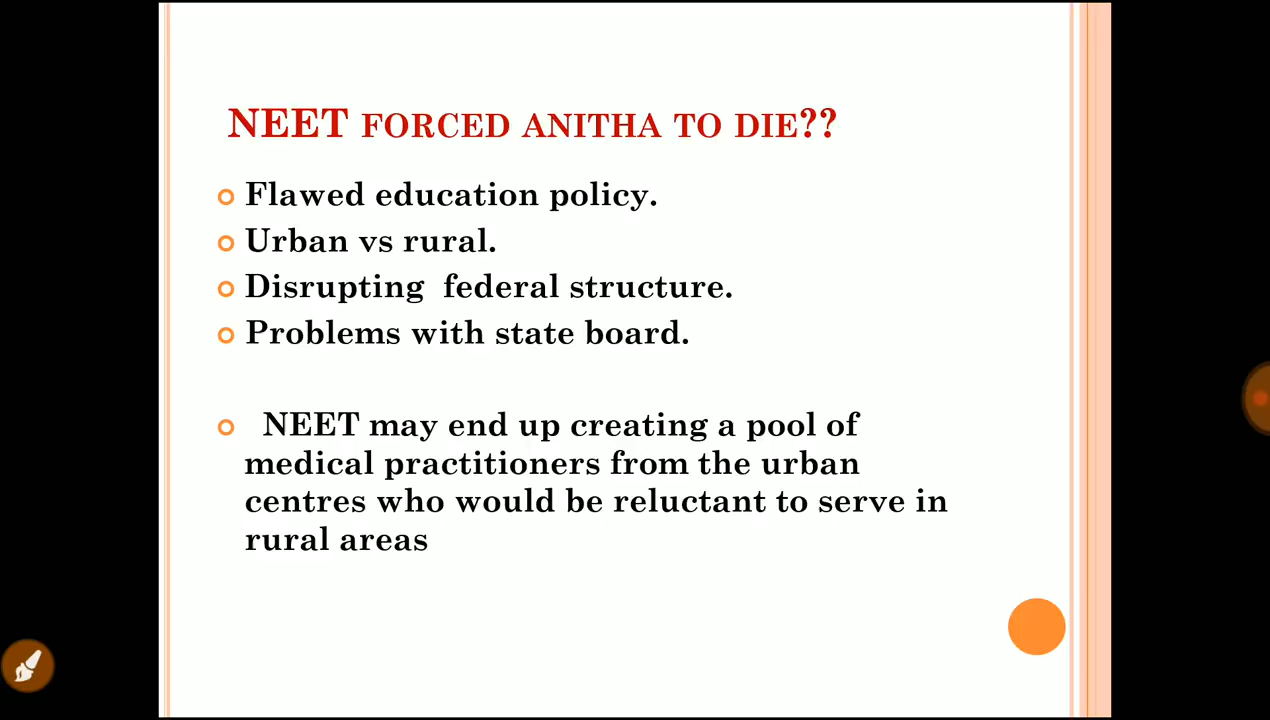 NEET FORCED ANITHA TO DIE??
Flawed education policy.
Urban vs rural.
Disrupting federal structure.
Problems with state board.
NEET may end up creating a pool of
medical practitioners from the urban
centres who would be reluctant to serve in
rural areas